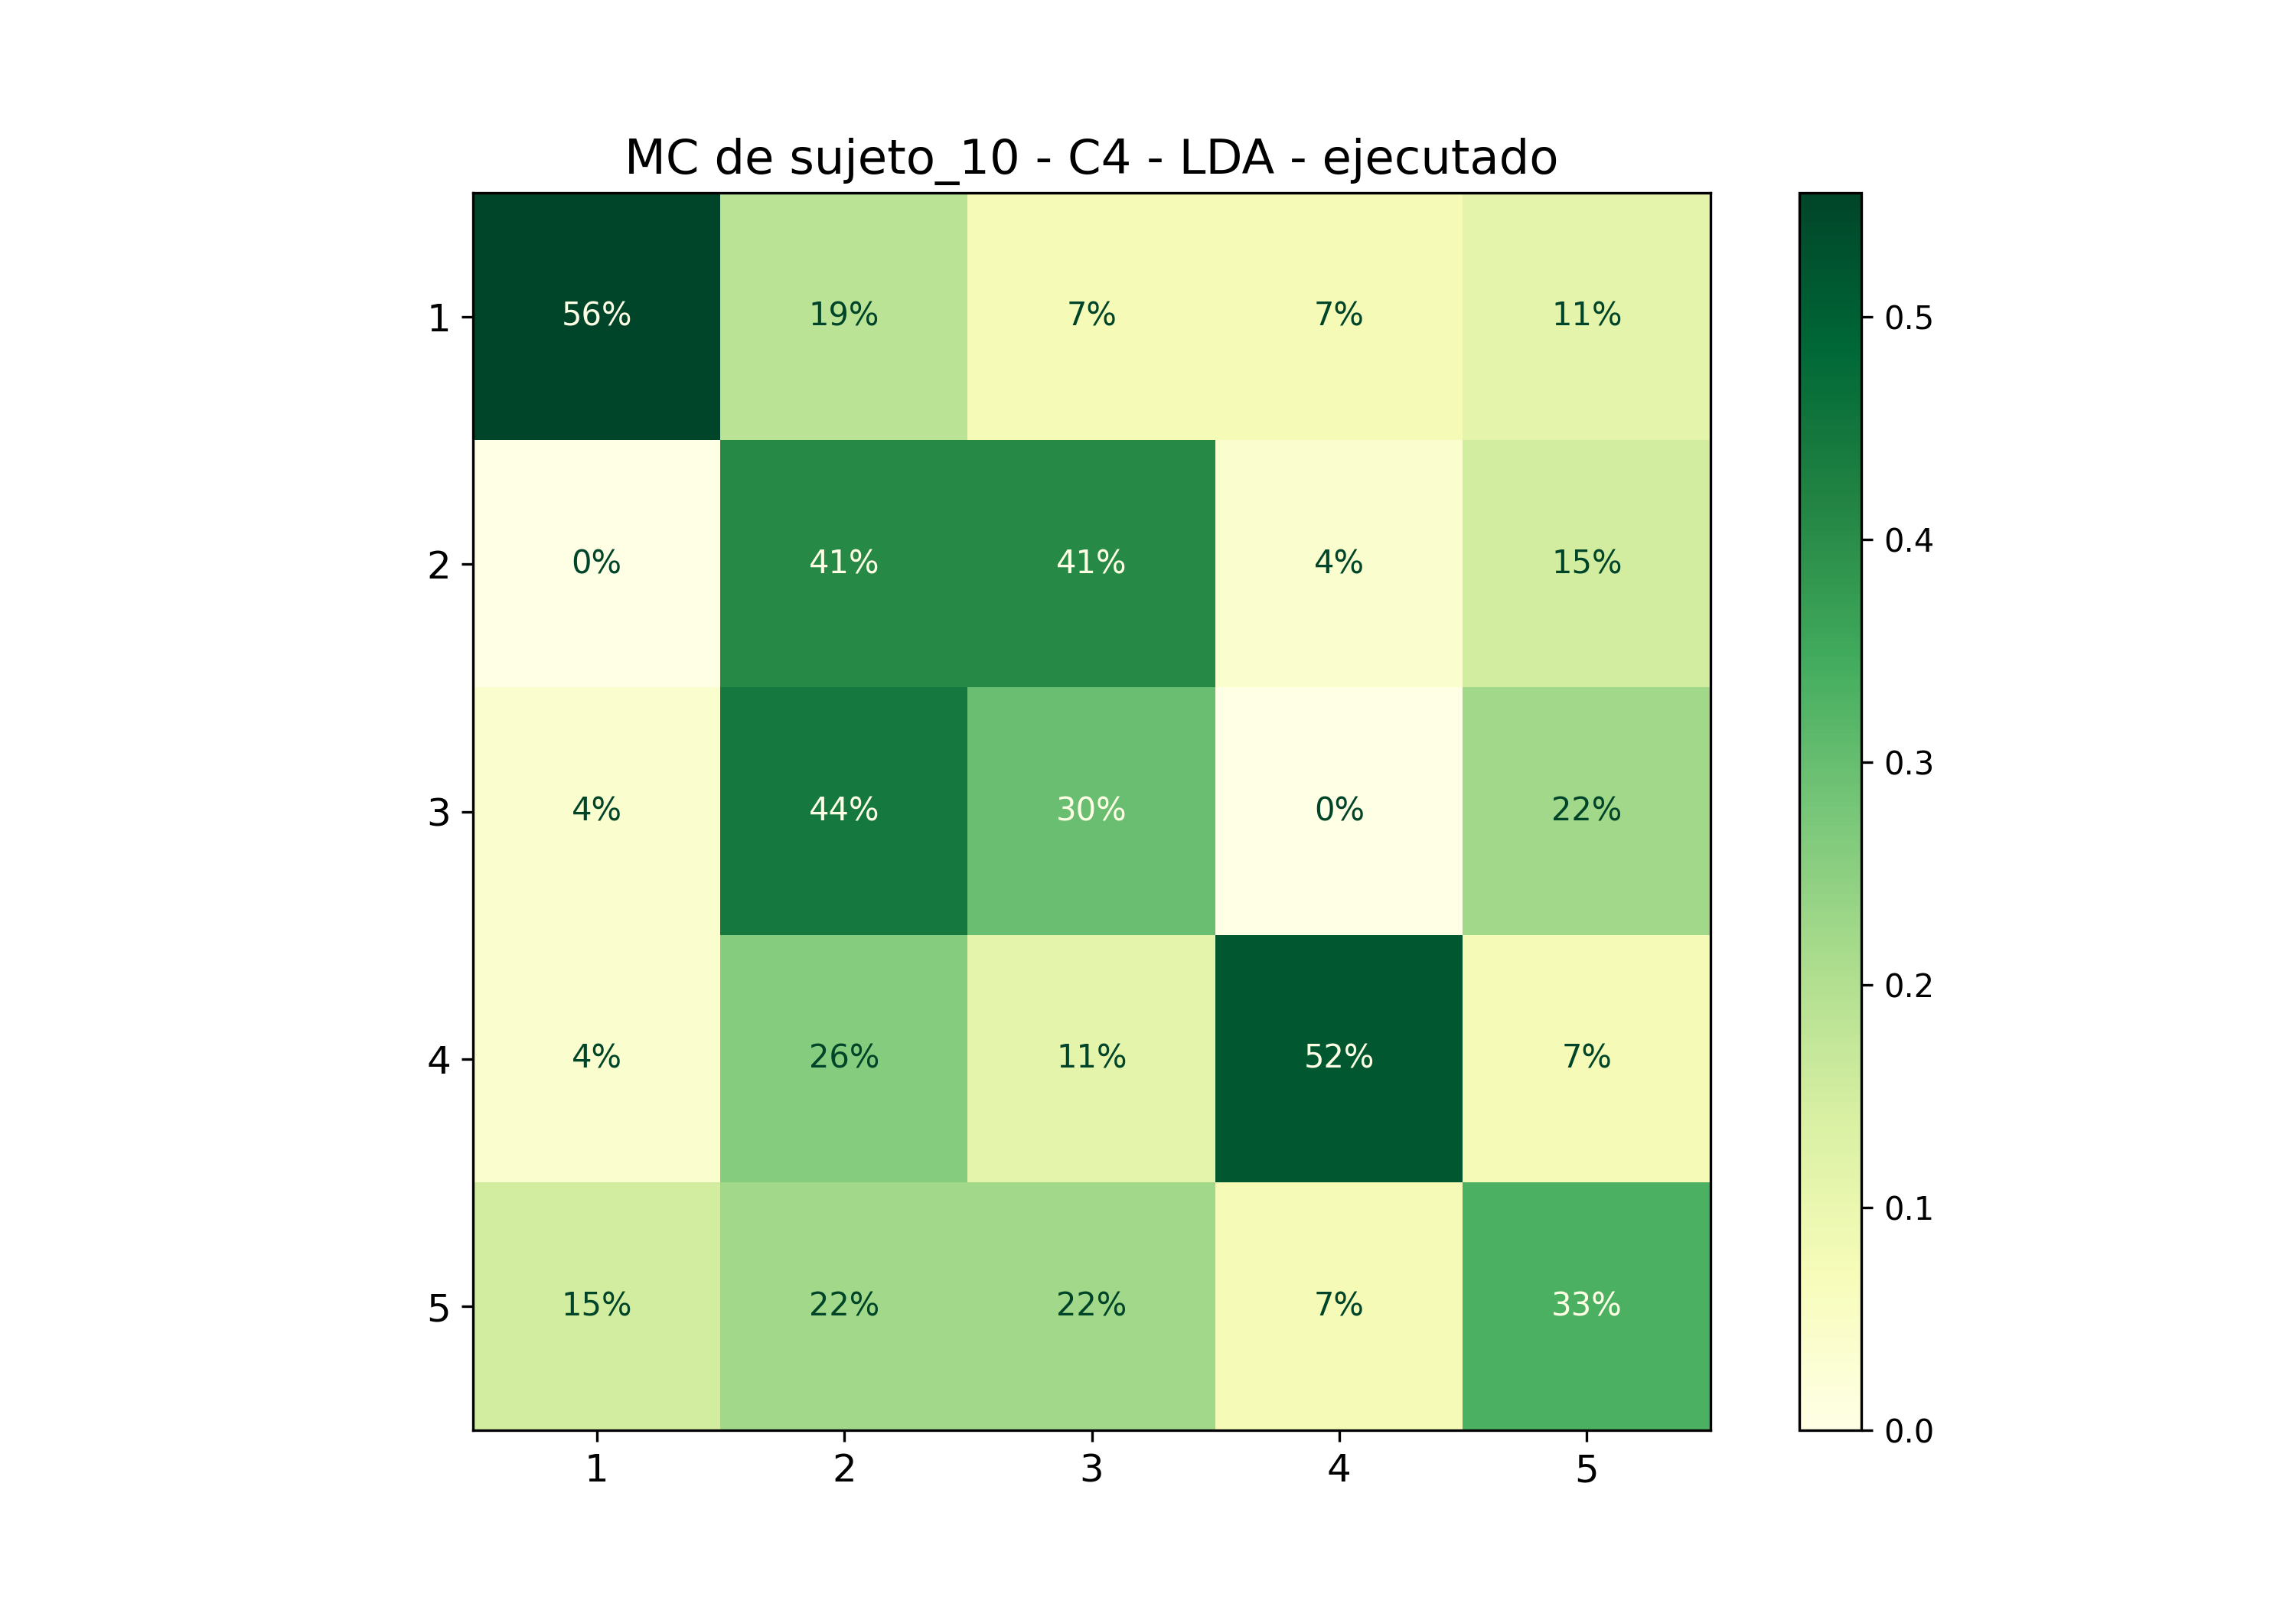 MC de sujeto_10 - C4 - LDA - ejecutado
1 56% 19% 7% 7% 11%
2 0% 41% 41% 4% 15%
3 4% 44% 30% 0% 22%
4 4% 26% 11% 52% 7%
5 15% 22% 22% 7% 33%
1 2 3 4 5
0.5
0.4
0.3
0.2
0.1
0.0